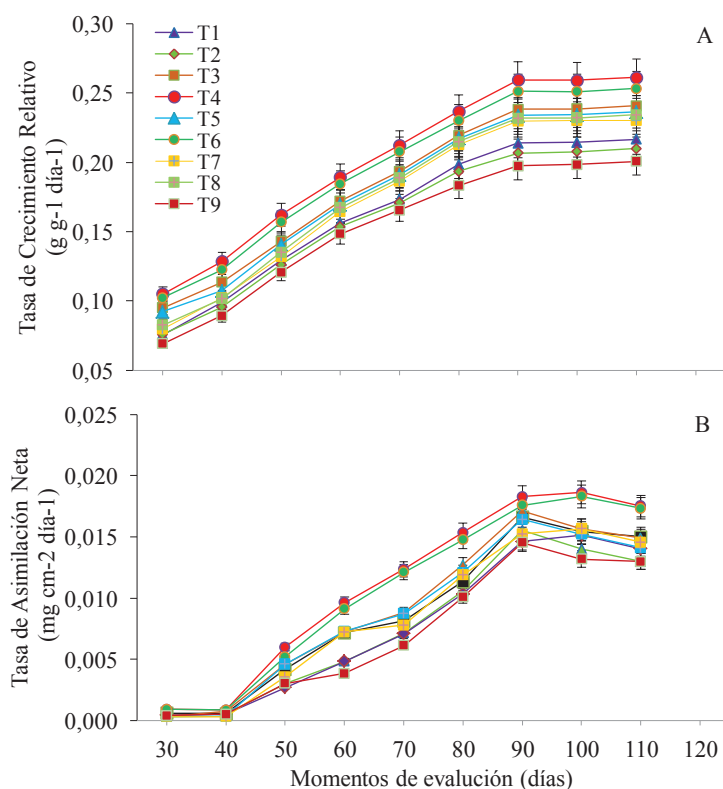 A
Tasa de Crecimiento Relativo
(g g-1 día-1)
0,30
0,25
0,20
0,15
0,10
0,05
T1
T2
T3
T4
T5
T6
T7
T8
T9
B
Tasa de Asimilación Neta
(mg cm-2 día-1)
0,025
0,020
0,015
0,010
0,005
0,000
30 40 50 60 70 80 90 100 110 120
Momentos de evalución (días)